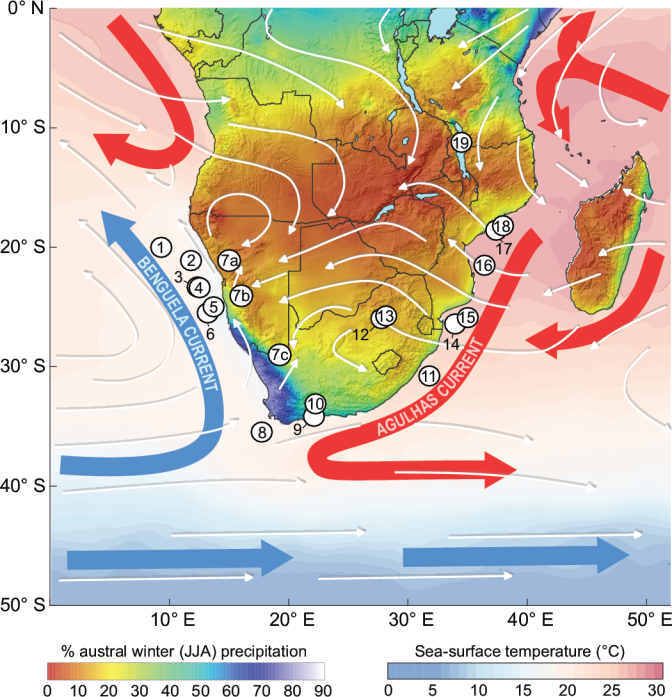 0° N
10° S
20° S
30° S
40° S
50° S
19
18
17
16
1
2
3
4
5
6
7a
7b
7c
13
12
15
14
11
10
9
8
BENGUELA CURRENT
AGULHAS CURRENT
10° E
20° E
30° E
40° E
50° E
% austral winter (JJA) precipitation
0 10 20 30 40 50 60 70 80 90
Sea-surface temperature (°C)
0 5 10 15 20 25 30